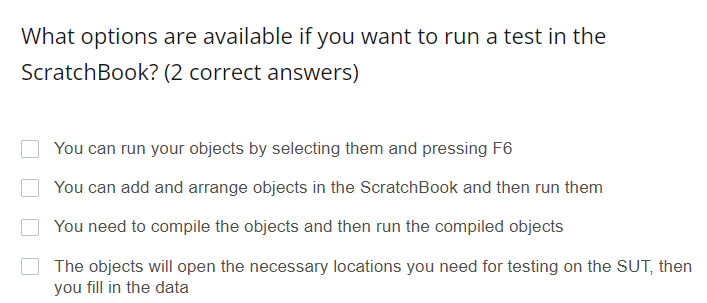 What options are available if you want to run a test in the
ScratchBook? (2 correct answers)
You can run your objects by selecting them and pressing F6
You can add and arrange objects in the ScratchBook and then run them
You need to compile the objects and then run the compiled objects
The objects will open the necessary locations you need for testing on the SUT, then
you fill in the data